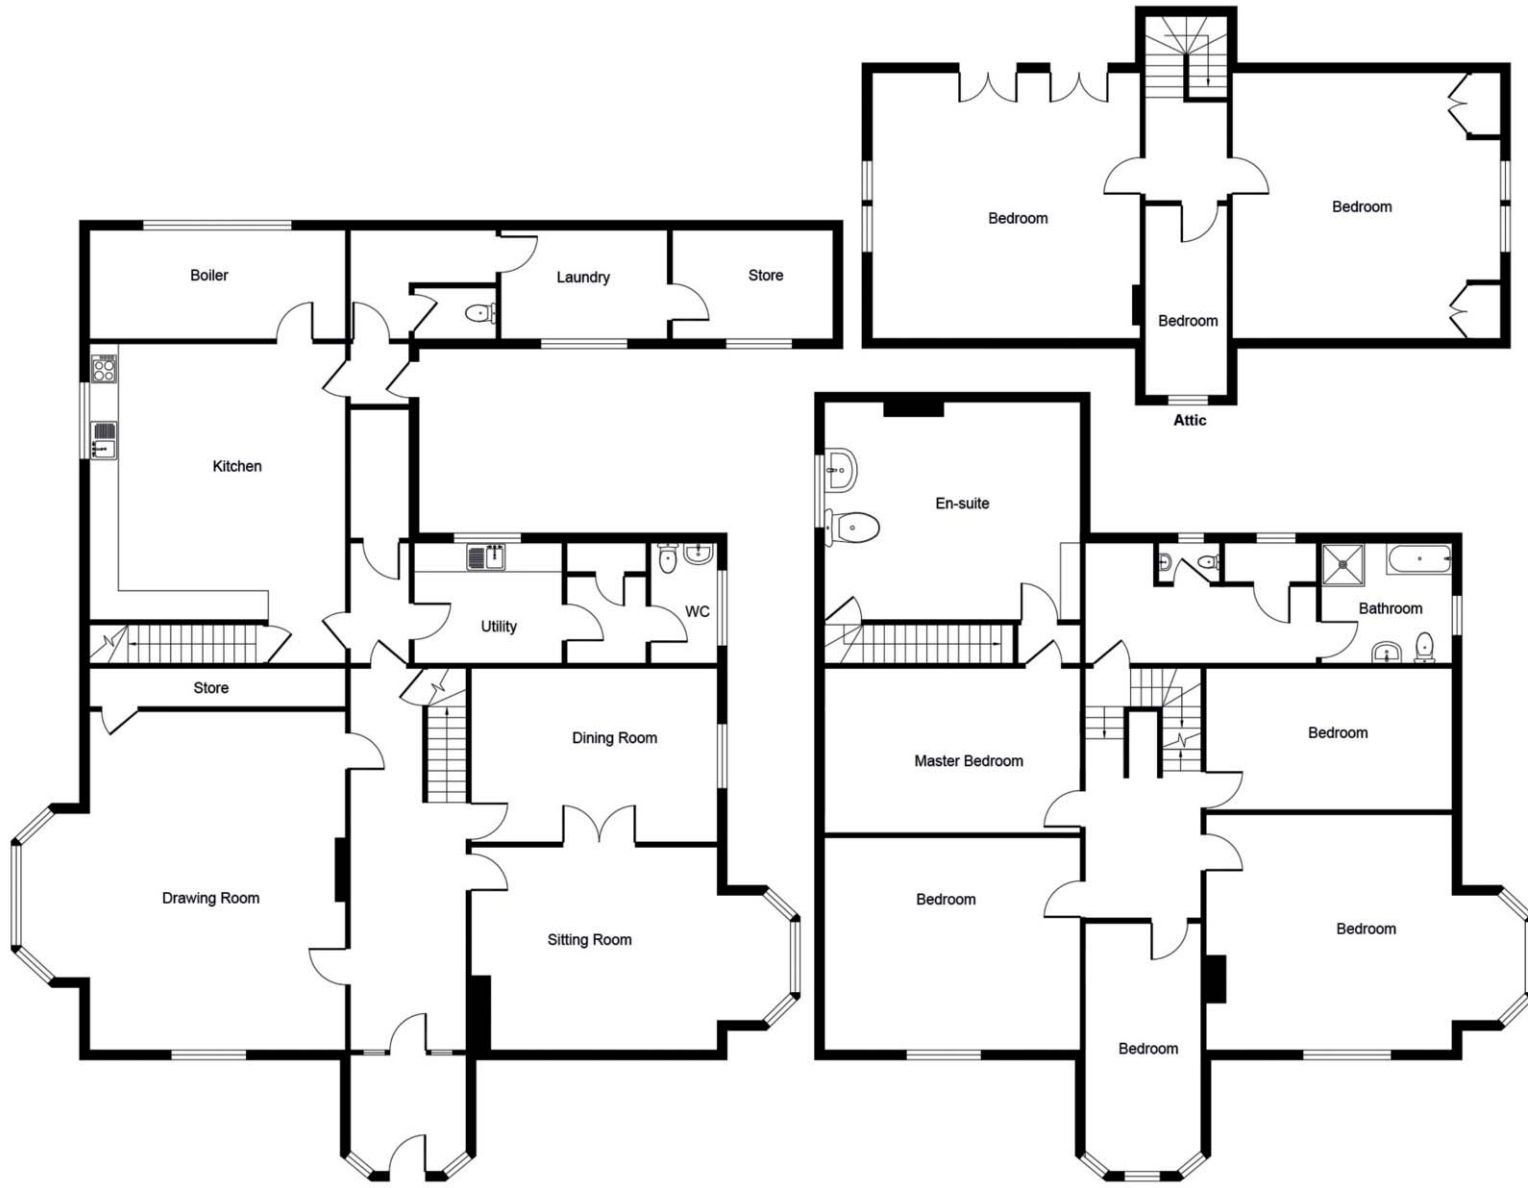 Boiler
Laundry
Store
Kitchen
Utility
WC
Store
Dining Room
Drawing Room
Sitting Room
Bedroom
Bedroom
Bedroom
Attic
En-suite
Bathroom
Master Bedroom
Bedroom
Bedroom
Bedroom
Bedroom